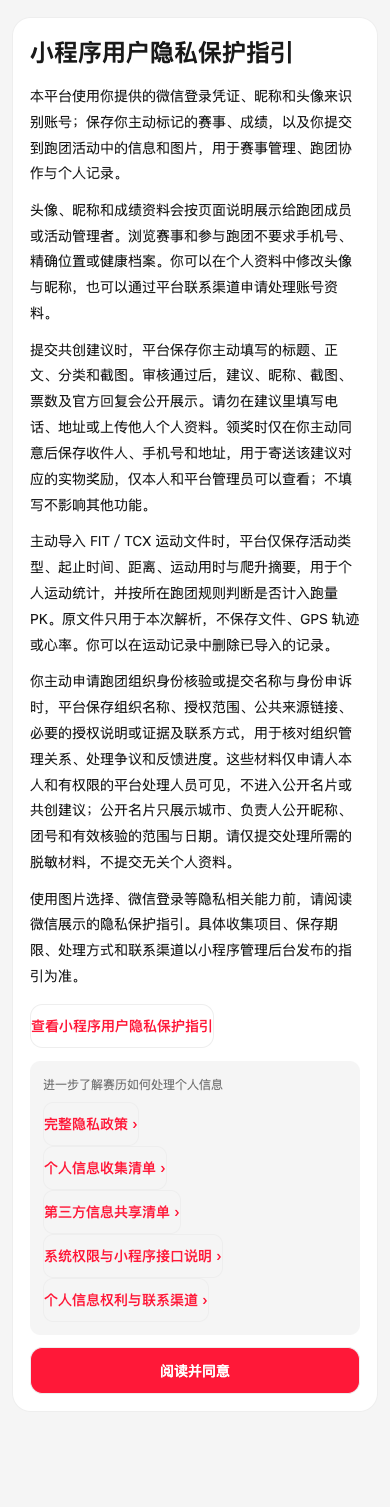 小程序用户隐私保护指引
本平台使用你提供的微信登录凭证、昵称和头像来识
别账号；保存你主动标记的赛事、成绩，以及你提交
到跑团活动中的信息和图片，用于赛事管理、跑团协
作与个人记录。
头像、昵称和成绩资料会按页面说明展示给跑团成员
或活动管理者。浏览赛事和参与跑团不要求手机号、
精确位置或健康档案。你可以在个人资料中修改头像
与昵称，也可以通过平台联系渠道申请处理账号资
料。
提交共创建议时，平台保存你主动填写的标题、正
文、分类和截图。审核通过后，建议、昵称、截图、
票数及官方回复会公开展示。请勿在建议里填写电
话、地址或上传他人个人资料。领奖时仅在你主动同
意后保存收件人、手机号和地址，用于寄送该建议对
应的实物奖励，仅本人和平台管理员可以查看；不填
写不影响其他功能。
主动导入 FIT / TCX 运动文件时，平台仅保存活动类
型、起止时间、距离、运动用时与爬升摘要，用于个
人运动统计，并按所在跑团规则判断是否计入跑量
PK。原文件只用于本次解析，不保存文件、GPS 轨迹
或心率。你可以在运动记录中删除已导入的记录。
你主动申请跑团组织身份核验或提交名称与身份申诉
时，平台保存组织名称、授权范围、公共来源链接、
必要的授权说明或证据及联系方式，用于核对组织管
理关系、处理争议和反馈进度。这些材料仅申请人本
人和有权限的平台处理人员可见，不进入公开名片或
共创建议；公开名片只展示城市、负责人公开昵称、
团号和有效核验的范围与日期。请仅提交处理所需的
脱敏材料，不提交无关个人资料。
使用图片选择、微信登录等隐私相关能力前，请阅读
微信展示的隐私保护指引。具体收集项目、保存期
限、处理方式和联系渠道以小程序管理后台发布的指
引为准。
查看小程序用户隐私保护指引
进一步了解赛历如何处理个人信息
完整隐私政策 ›
个人信息收集清单 ›
第三方信息共享清单 ›
系统权限与小程序接口说明 ›
个人信息权利与联系渠道 ›
阅读并同意